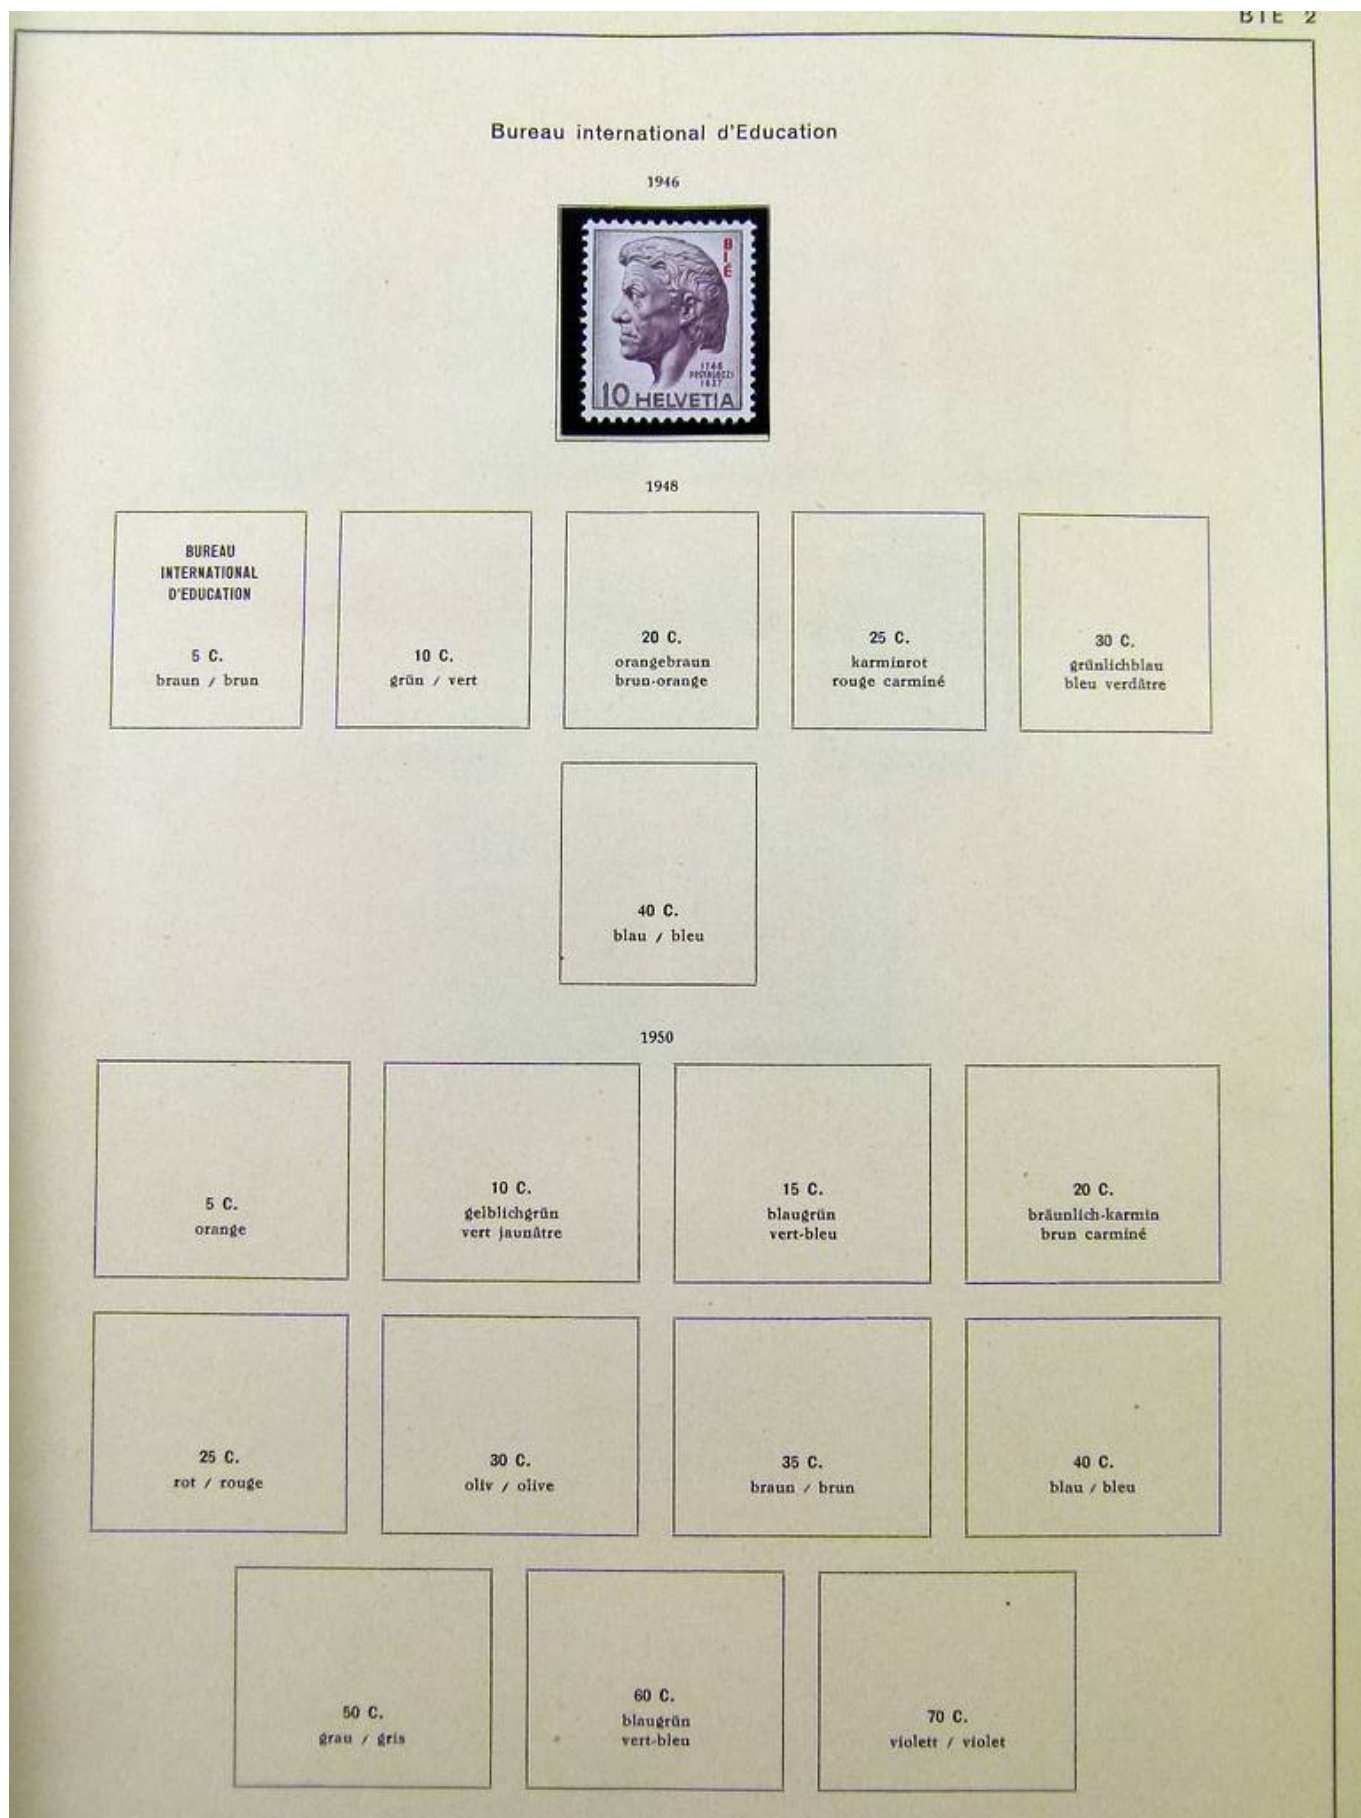 BIE 2
Bureau international d'Education
1946
BIÉ
1746
PESTALOZZI
1827
10 HELVETIA
1948
BUREAU
INTERNATIONAL
D'EDUCATION
5 C.
braun / brun
10 C.
grün / vert
20 C.
orangebraun
brun-orange
25 C.
karminrot
rouge carminé
30 C.
grünlichblau
bleu verdâtre
40 C.
blau / bleu
1950
5 C.
orange
10 C.
gelblichgrün
vert jaunâtre
15 C.
blaugrün
vert-bleu
20 C.
bräunlich-karmin
brun carminé
25 C.
rot / rouge
30 C.
oliv / olive
35 C.
braun / brun
40 C.
blau / bleu
50 C.
grau / gris
60 C.
blaugrün
vert-bleu
70 C.
violett / violet